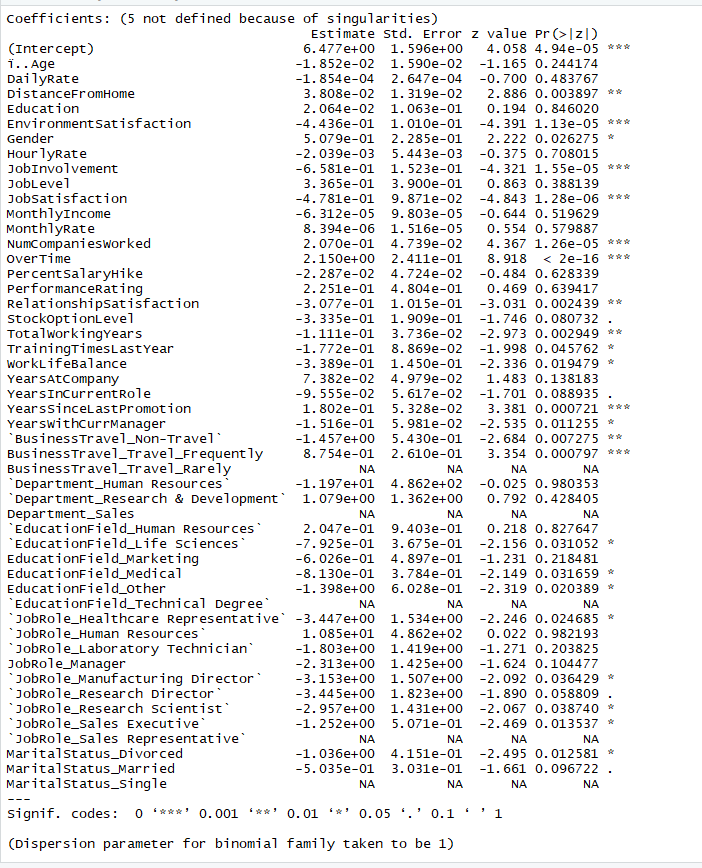 Coefficients: (5 not defined because of singularities)
Estimate Std. Error z value Pr(>|z|)
(Intercept) 6.477e+00 1.596e+00 4.058 4.94e-05 ***
ï..Age -1.852e-02 1.590e-02 -1.165 0.244174
DailyRate -1.854e-04 2.647e-04 -0.700 0.483767
DistanceFromHome 3.808e-02 1.319e-02 2.886 0.003897 **
Education 2.064e-02 1.063e-01 0.194 0.846020
EnvironmentSatisfaction -4.436e-01 1.010e-01 -4.391 1.13e-05 ***
Gender 5.079e-01 2.285e-01 2.222 0.026275 *
HourlyRate -2.039e-03 5.443e-03 -0.375 0.708015
JobInvolvement -6.581e-01 1.523e-01 -4.321 1.55e-05 ***
JobLevel 3.365e-01 3.900e-01 0.863 0.388139
JobSatisfaction -4.781e-01 9.871e-02 -4.843 1.28e-06 ***
MonthlyIncome -6.312e-05 9.803e-05 -0.644 0.519629
MonthlyRate 8.394e-06 1.516e-05 0.554 0.579887
NumCompaniesWorked 2.070e-01 4.739e-02 4.367 1.26e-05 ***
OverTime 2.150e+00 2.411e-01 8.918 < 2e-16 ***
PercentSalaryHike -2.287e-02 4.724e-02 -0.484 0.628339
PerformanceRating 2.251e-01 4.804e-01 0.469 0.639417
RelationshipSatisfaction -3.077e-01 1.015e-01 -3.031 0.002439 **
StockOptionLevel -3.335e-01 1.909e-01 -1.746 0.080732 .
TotalWorkingYears -1.111e-01 3.736e-02 -2.973 0.002949 **
TrainingTimesLastYear -1.772e-01 8.869e-02 -1.998 0.045762 *
WorkLifeBalance -3.389e-01 1.450e-01 -2.336 0.019479 *
YearsAtCompany 7.382e-02 4.979e-02 1.483 0.138183
YearsInCurrentRole -9.555e-02 5.617e-02 -1.701 0.088935 .
YearsSinceLastPromotion 1.802e-01 5.328e-02 3.381 0.000721 ***
YearsWithCurrManager -1.516e-01 5.981e-02 -2.535 0.011255 *
`BusinessTravel_Non-Travel` -1.457e+00 5.430e-01 -2.684 0.007275 **
BusinessTravel_Travel_Frequently 8.754e-01 2.610e-01 3.354 0.000797 ***
BusinessTravel_Travel_Rarely NA NA NA NA
`Department_Human Resources` -1.197e+01 4.862e+02 -0.025 0.980353
`Department_Research & Development` 1.079e+00 1.362e+00 0.792 0.428405
Department_Sales NA NA NA NA
`EducationField_Human Resources` 2.047e-01 9.403e-01 0.218 0.827647
`EducationField_Life Sciences` -7.925e-01 3.675e-01 -2.156 0.031052 *
EducationField_Marketing -6.026e-01 4.897e-01 -1.231 0.218481
EducationField_Medical -8.130e-01 3.784e-01 -2.149 0.031659 *
EducationField_Other -1.398e+00 6.028e-01 -2.319 0.020389 *
`EducationField_Technical Degree` NA NA NA NA
`JobRole_Healthcare Representative` -3.447e+00 1.534e+00 -2.246 0.024685 *
`JobRole_Human Resources` 1.085e+01 4.862e+02 0.022 0.982193
`JobRole_Laboratory Technician` -1.803e+00 1.419e+00 -1.271 0.203825
JobRole_Manager -2.313e+00 1.425e+00 -1.624 0.104477
`JobRole_Manufacturing Director` -3.153e+00 1.507e+00 -2.092 0.036429 *
`JobRole_Research Director` -3.445e+00 1.823e+00 -1.890 0.058809 .
`JobRole_Research Scientist` -2.957e+00 1.431e+00 -2.067 0.038740 *
`JobRole_Sales Executive` -1.252e+00 5.071e-01 -2.469 0.013537 *
`JobRole_Sales Representative` NA NA NA NA
MaritalStatus_Divorced -1.036e+00 4.151e-01 -2.495 0.012581 *
MaritalStatus_Married -5.035e-01 3.031e-01 -1.661 0.096722 .
MaritalStatus_Single NA NA NA NA
---
Signif. codes: 0 ‘***’ 0.001 ‘**’ 0.01 ‘*’ 0.05 ‘.’ 0.1 ‘ ’ 1
(Dispersion parameter for binomial family taken to be 1)